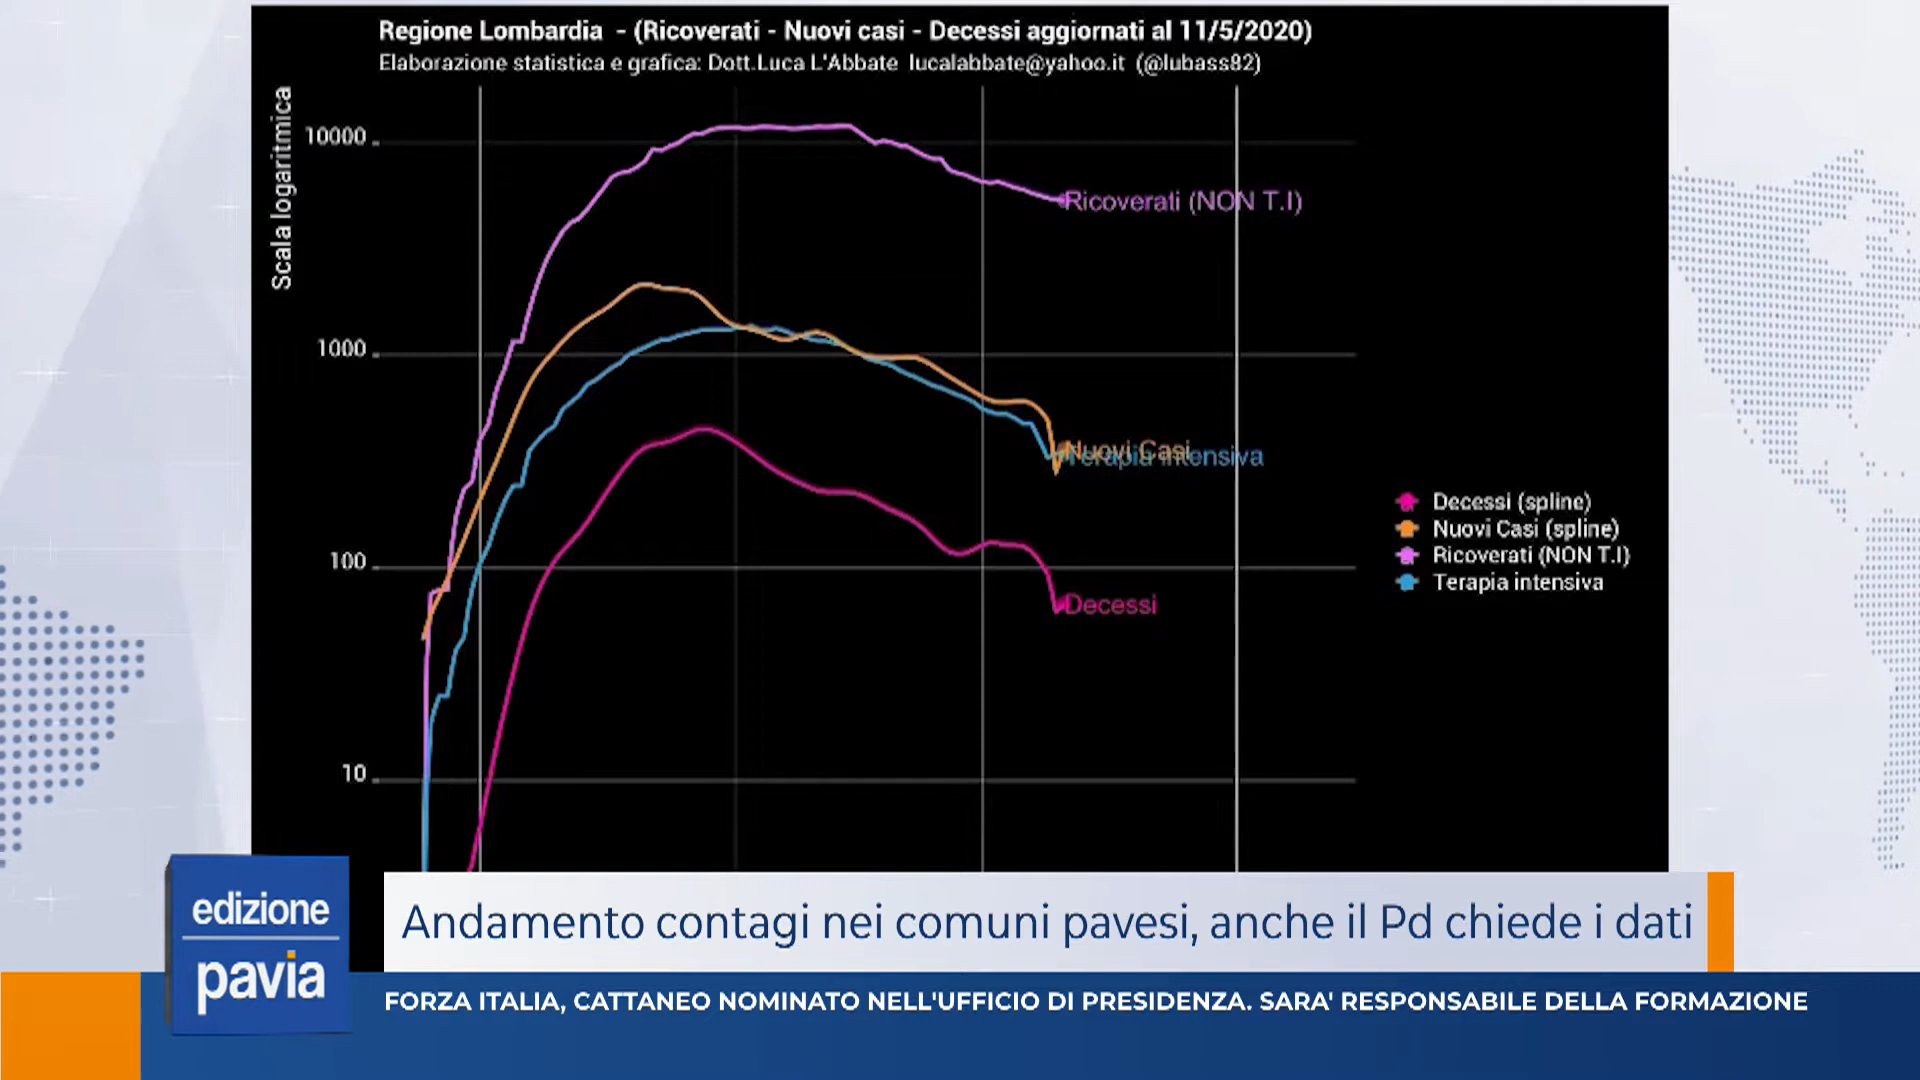 Regione Lombardia - (Ricoverati - Nuovi casi - Decessi aggiornati al 11/5/2020)
Elaborazione statistica e grafica: Dott.Luca L'Abbate lucalabbate@yahoo.it (@lubass82)
Scala logaritmica
10000
1000
100
10
Ricoverati (NON T.I)
Nuovi Casi
Terapia intensiva
Decessi
Decessi (spline)
Nuovi Casi (spline)
Ricoverati (NON T.I)
Terapia intensiva
edizione
pavia
Andamento contagi nei comuni pavesi, anche il Pd chiede i dati
FORZA ITALIA, CATTANEO NOMINATO NELL'UFFICIO DI PRESIDENZA. SARA' RESPONSABILE DELLA FORMAZIONE